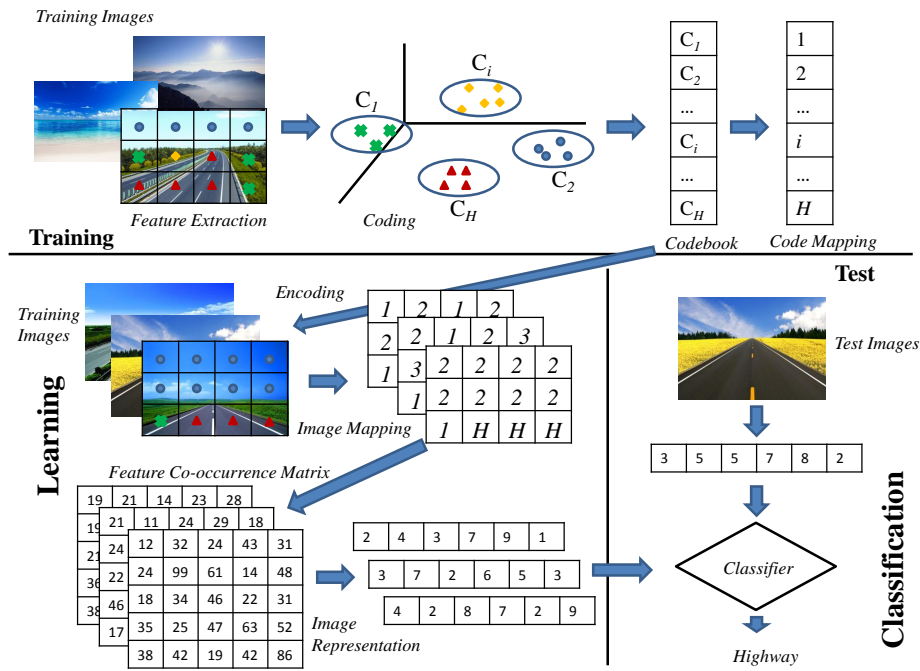 Training Images
Feature Extraction
Training
C1
Ci
C2
CH
Coding
C1
C2
...
Ci
...
CH
Codebook
1
2
...
i
...
H
Code Mapping
Learning
Training
Images
Encoding
1 2 1 2
2
1
2 1 2 3
3
1
2 2 2 2
2 2 2 2
1 H H H
Image Mapping
Feature Co-occurrence Matrix
19 21 14 23 28
19
21
36
38
21 11 24 29 18
24
22
46
17
12 32 24 43 31
24 99 61 14 48
18 34 46 22 31
35 25 47 63 52
38 42 19 42 86
2 4 3 7 9 1
3 7 2 6 5 3
4 2 8 7 2 9
Image
Representation
Test
Test Images
3 5 5 7 8 2
Classifier
Highway
Classification